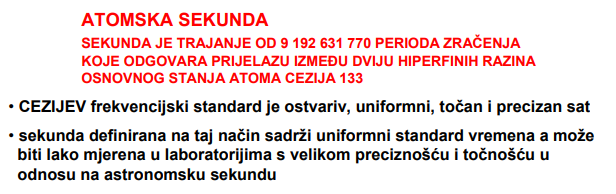 ATOMSKA SEKUNDA
SEKUNDA JE TRAJANJE OD 9 192 631 770 PERIODA ZRAČENJA
KOJE ODGOVARA PRIJELAZU IZMEĐU DVIJU HIPERFINIH RAZINA
OSNOVNOG STANJA ATOMA CEZIJA 133
• CEZIJEV frekvencijski standard je ostvariv, uniformni, točan i precizan sat
• sekunda definirana na taj način sadrži uniformni standard vremena a može
biti lako mjerena u laboratorijima s velikom preciznošću i točnošću u
odnosu na astronomsku sekundu